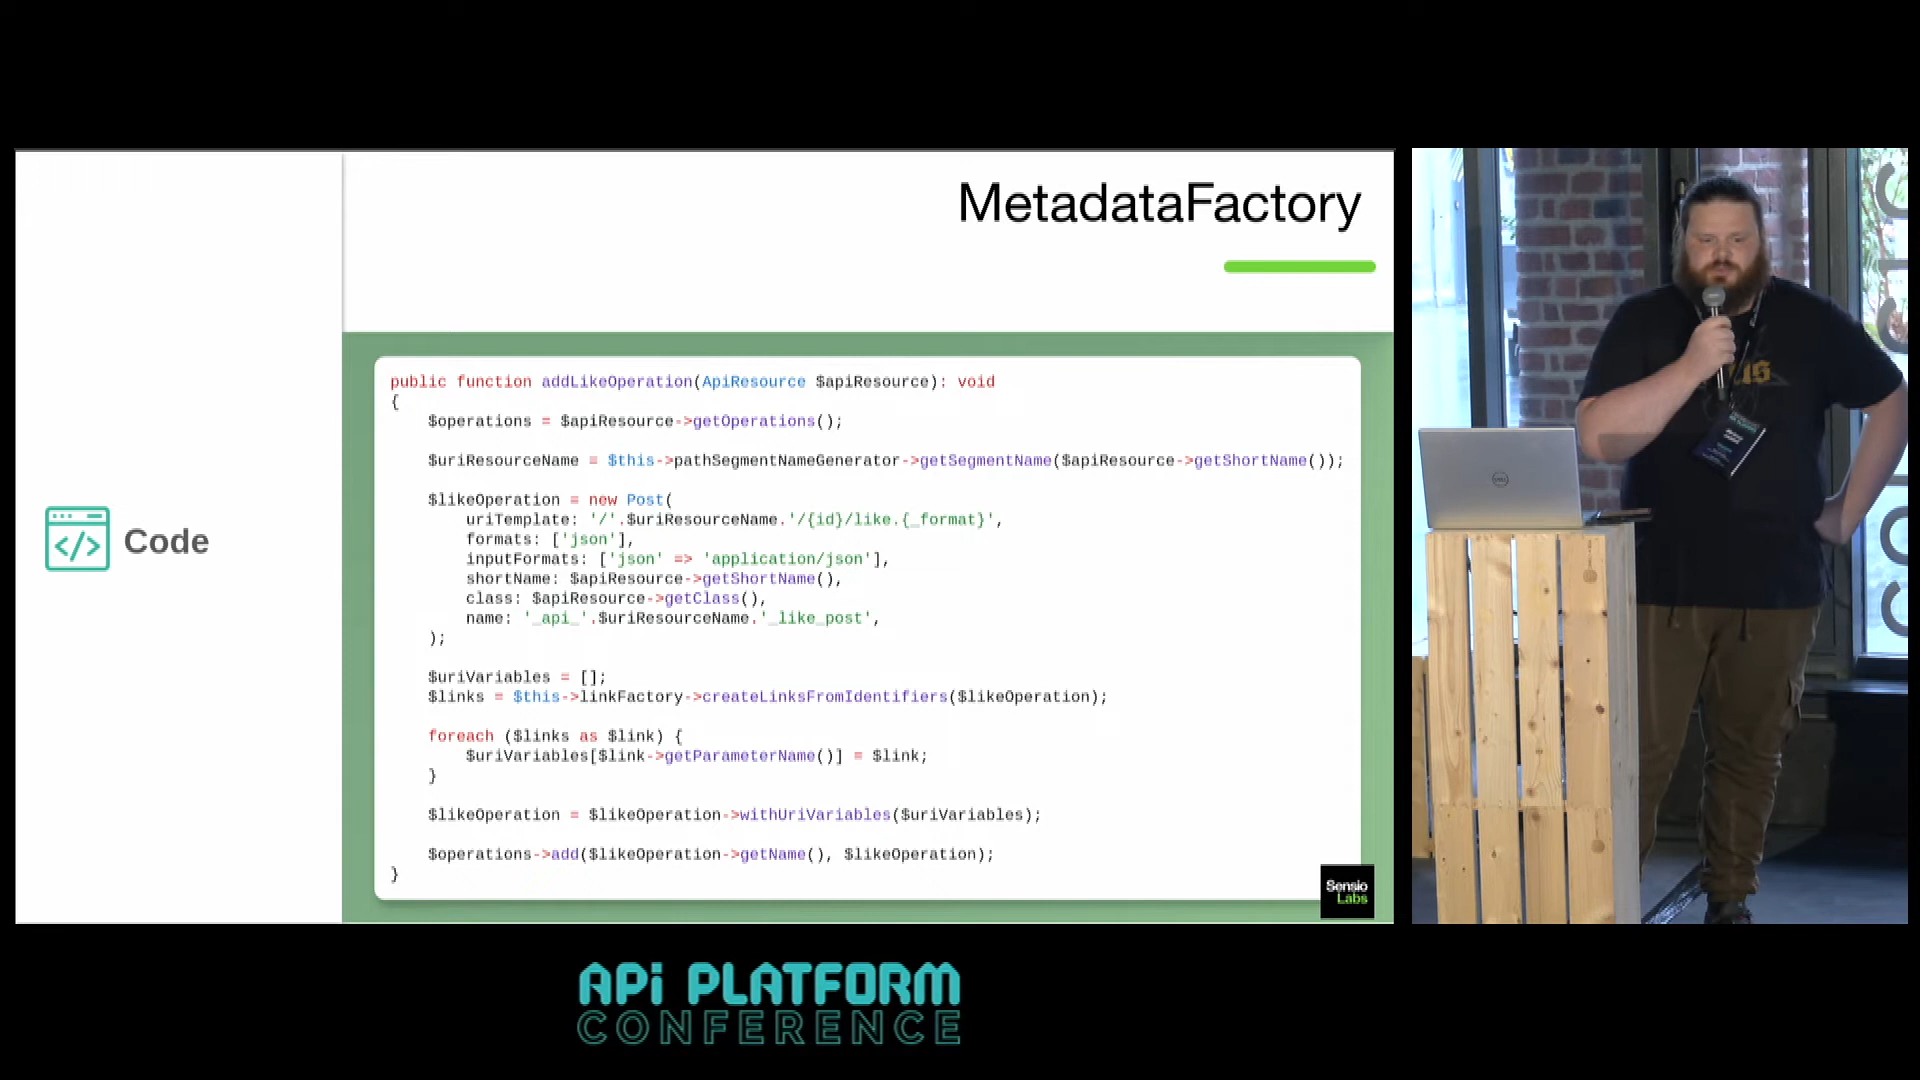 MetadataFactory
Code
public function addLikeOperation(ApiResource $apiResource): void
{
    $operations = $apiResource->getOperations();
    $uriResourceName = $this->pathSegmentNameGenerator->getSegmentName($apiResource->getShortName());
    $likeOperation = new Post(
        uriTemplate: '/'.$uriResourceName.'/{id}/like.{_format}',
        formats: ['json'],
        inputFormats: ['json' => 'application/json'],
        shortName: $apiResource->getShortName(),
        class: $apiResource->getClass(),
        name: '_api_'.$uriResourceName.'_like_post',
    );
    $uriVariables = [];
    $links = $this->linkFactory->createLinksFromIdentifiers($likeOperation);
    foreach ($links as $link) {
        $uriVariables[$link->getParameterName()] = $link;
    }
    $likeOperation = $likeOperation->withUriVariables($uriVariables);
    $operations->add($likeOperation->getName(), $likeOperation);
}
Sensio
Labs
API PLATFORM
CONFERENCE